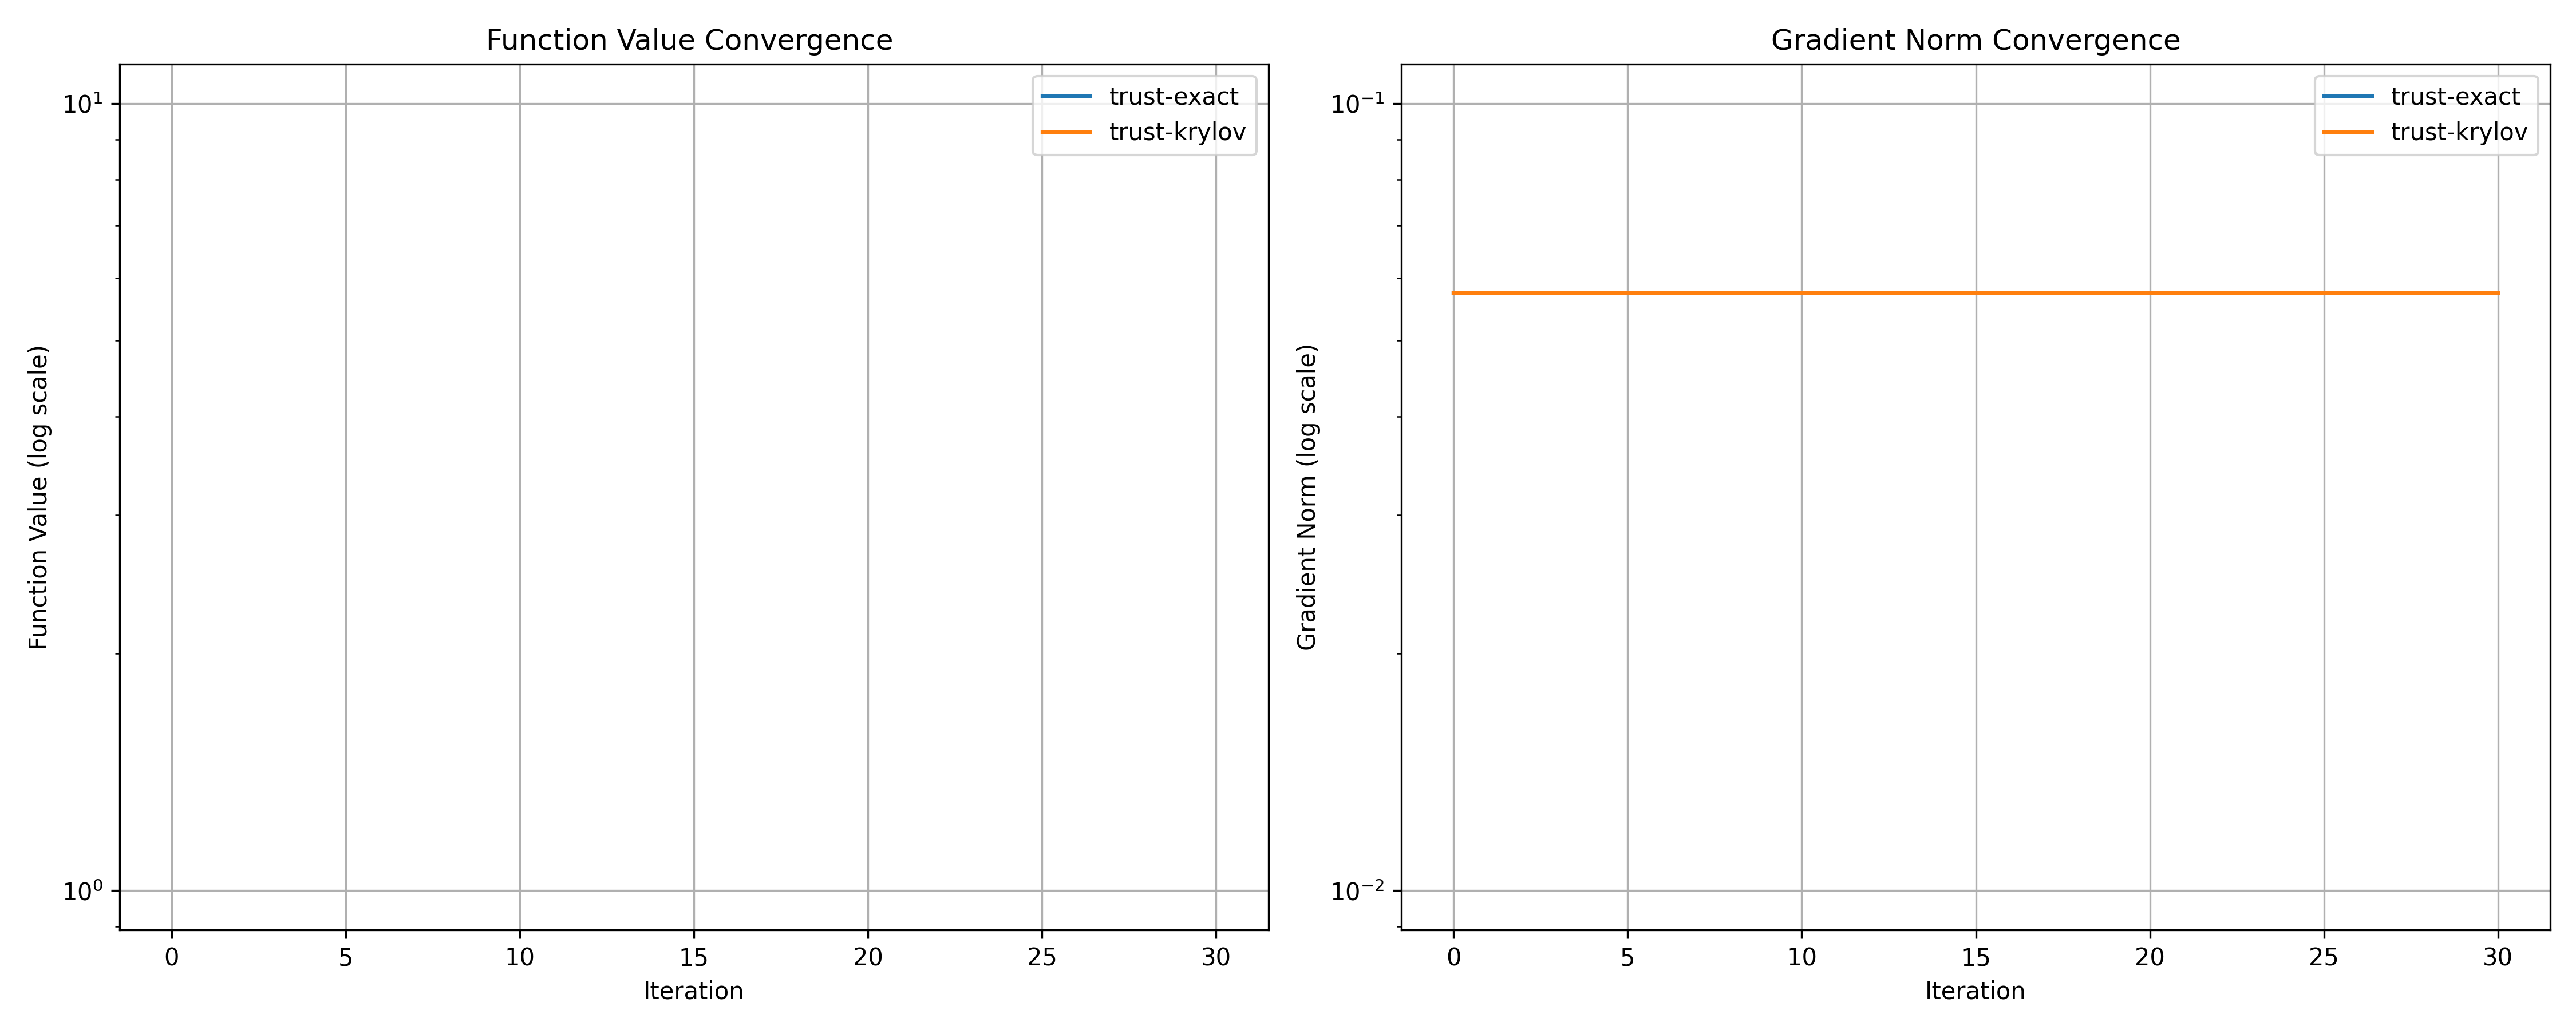 Function Value Convergence
10¹
10⁰
Function Value (log scale)
0 5 10 15 20 25 30
Iteration
trust-exact
trust-krylov
Gradient Norm Convergence
10⁻¹
10⁻²
Gradient Norm (log scale)
0 5 10 15 20 25 30
Iteration
trust-exact
trust-krylov